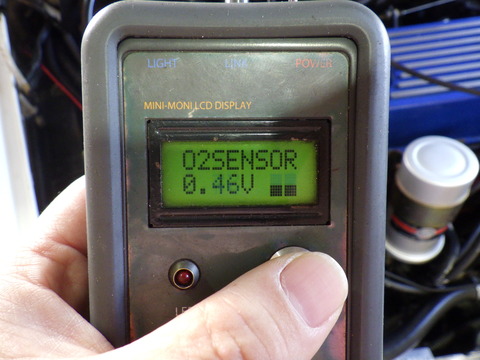 LIGHT LINK POWER
MINI-MONI LCD DISPLAY
O2SENSOR
0.46V